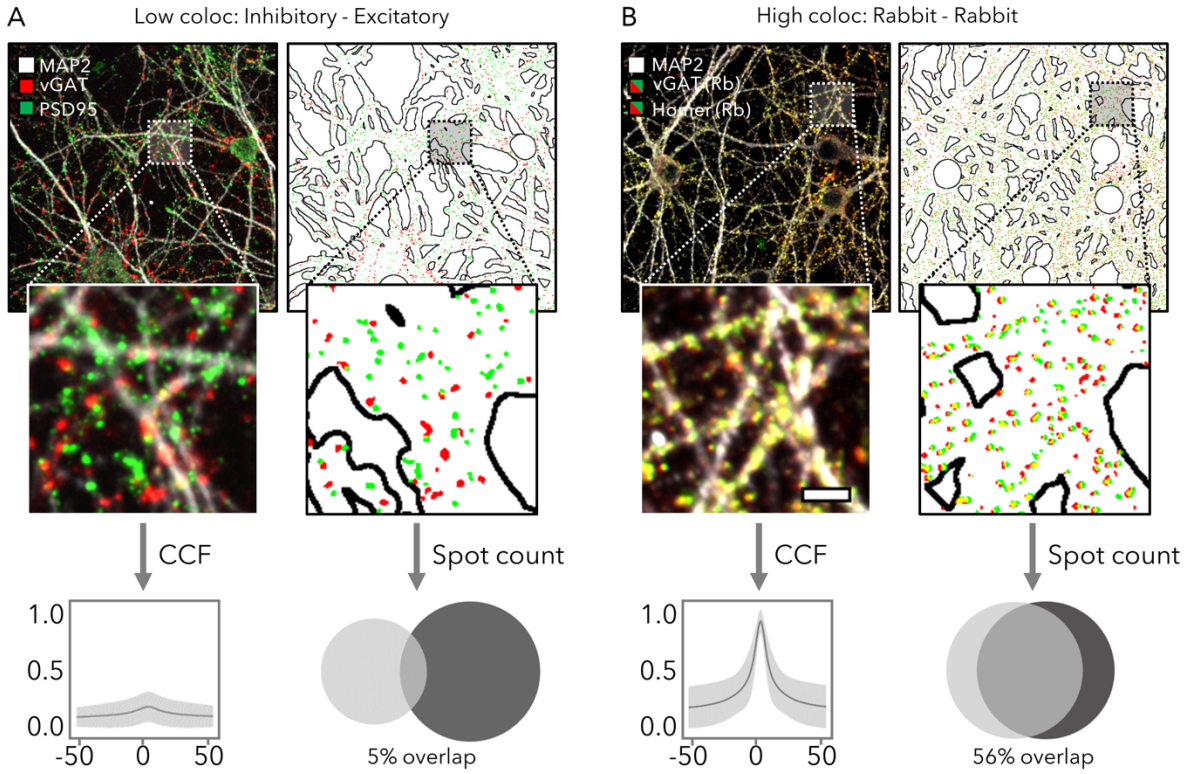 A
Low coloc: Inhibitory - Excitatory
MAP2
vGAT
PSD95
CCF
Spot count
1.0
0.5
0.0
-50 0 50
5% overlap
B
High coloc: Rabbit - Rabbit
MAP2
vGAT (Rb)
Homer (Rb)
CCF
Spot count
1.0
0.5
0.0
-50 0 50
56% overlap